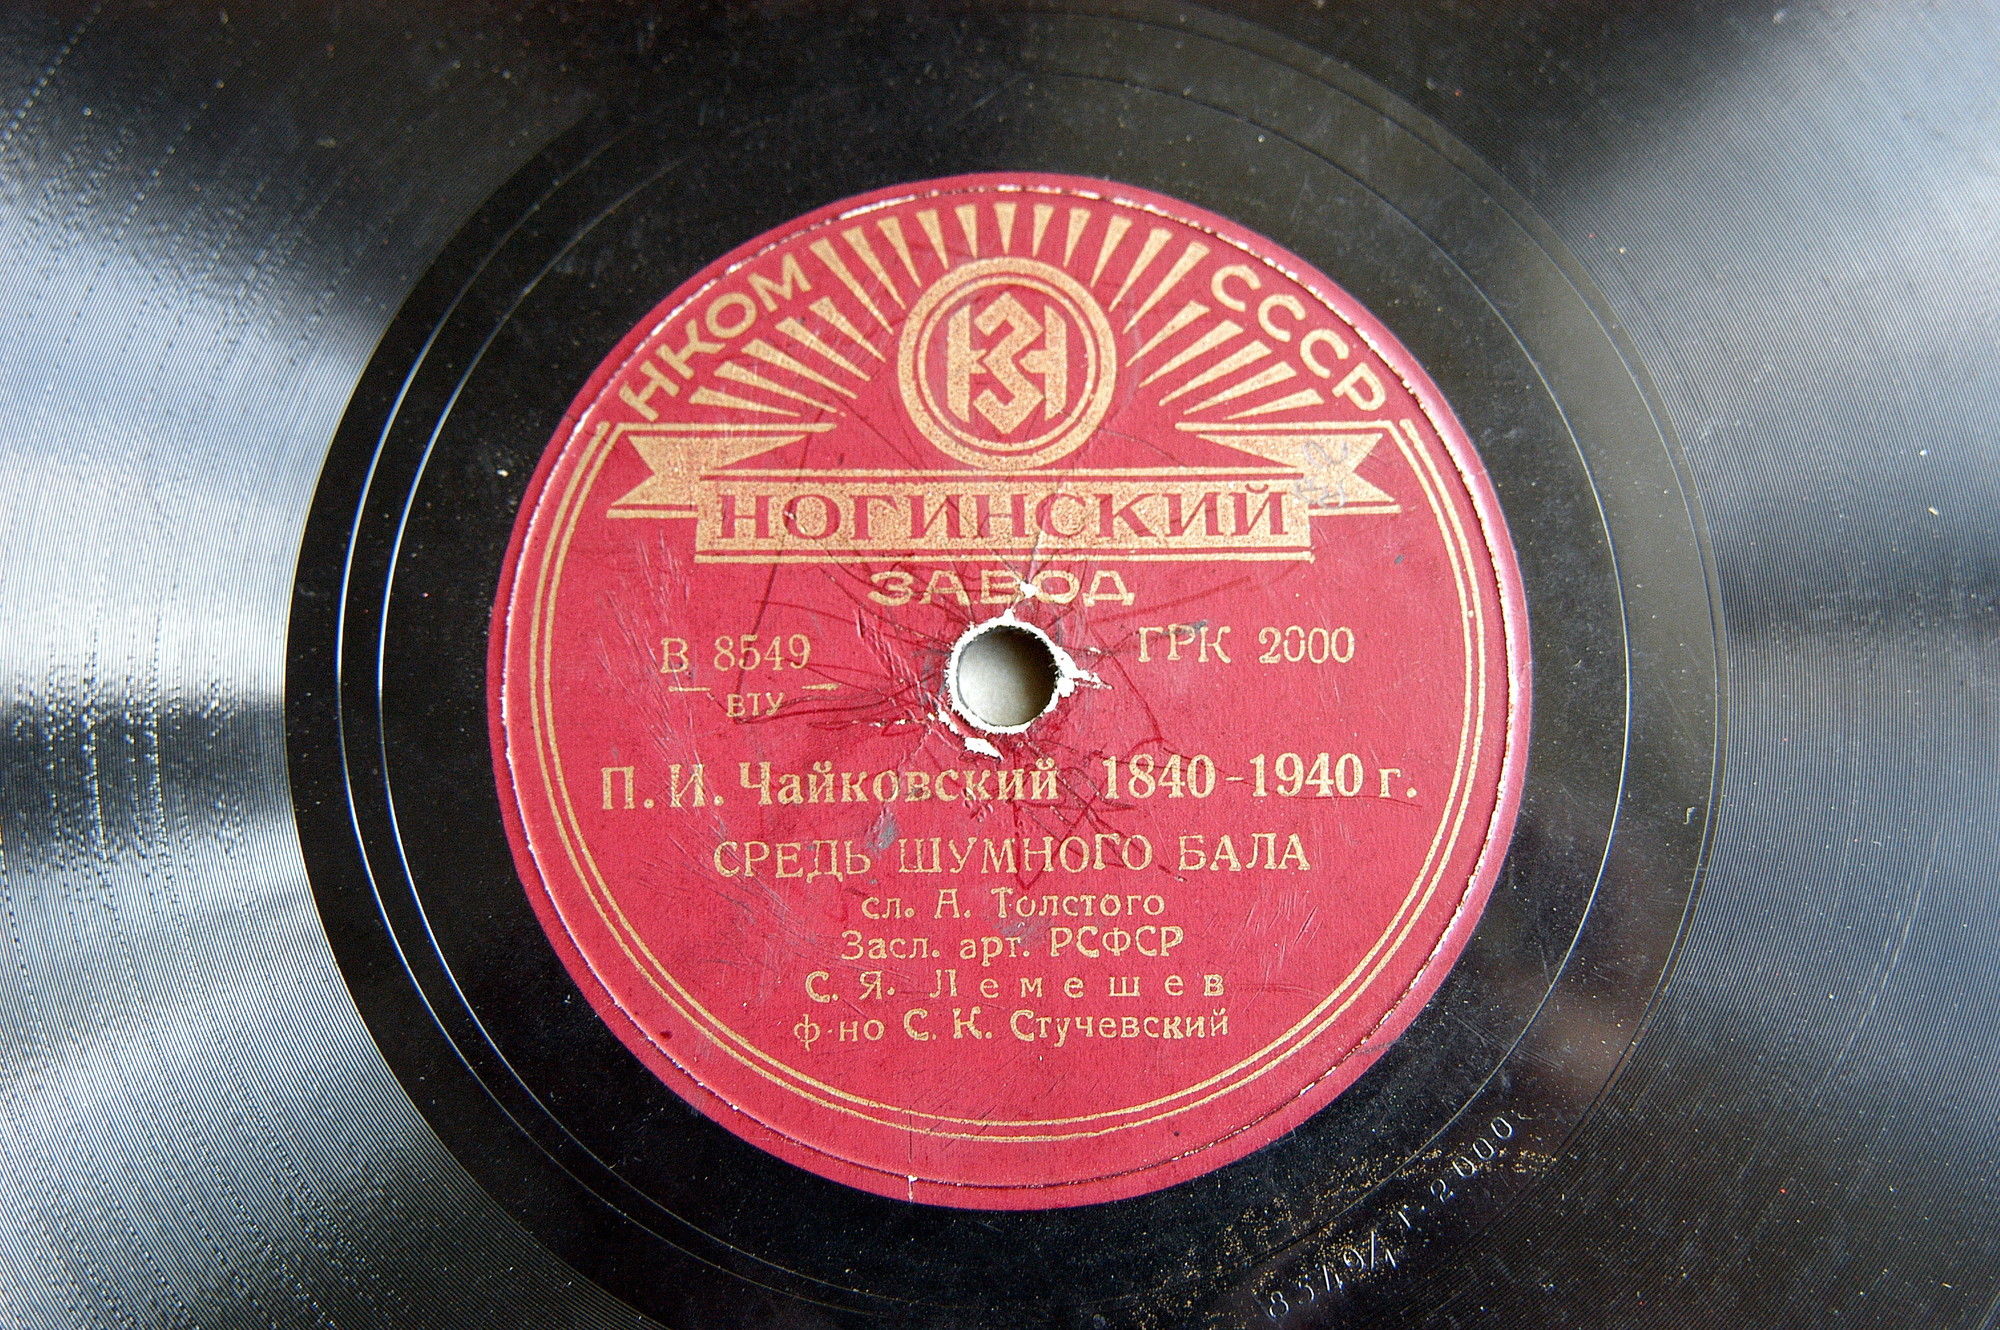 НКОМ СССР
НЗН
НОГИНСКИЙ
ЗАВОД
В 8549 ГРК 2000
ВТУ
П. И. Чайковский 1840-1940 г.
СРЕДЬ ШУМНОГО БАЛА
сл. А. Толстого
Засл. арт. РСФСР
С. Я. Лемешев
ф-но С. К. Стучевский